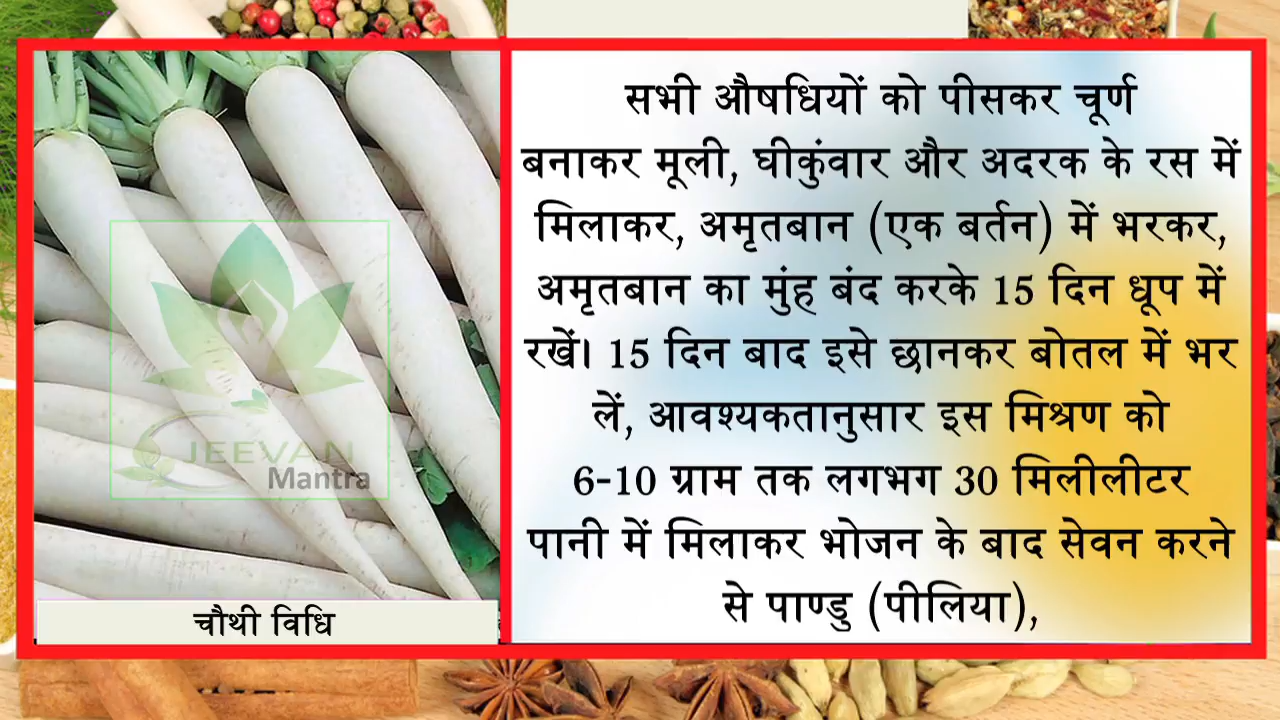 सभी औषधियों को पीसकर चूर्ण
बनाकर मूली, घीकुंवार और अदरक के रस में
मिलाकर, अमृतबान (एक बर्तन) में भरकर,
अमृतबान का मुंह बंद करके 15 दिन धूप में
रखें। 15 दिन बाद इसे छानकर बोतल में भर
लें, आवश्यकतानुसार इस मिश्रण को
6-10 ग्राम तक लगभग 30 मिलीलीटर
पानी में मिलाकर भोजन के बाद सेवन करने
से पाण्डु (पीलिया),
JEEVAN
Mantra
चौथी विधि